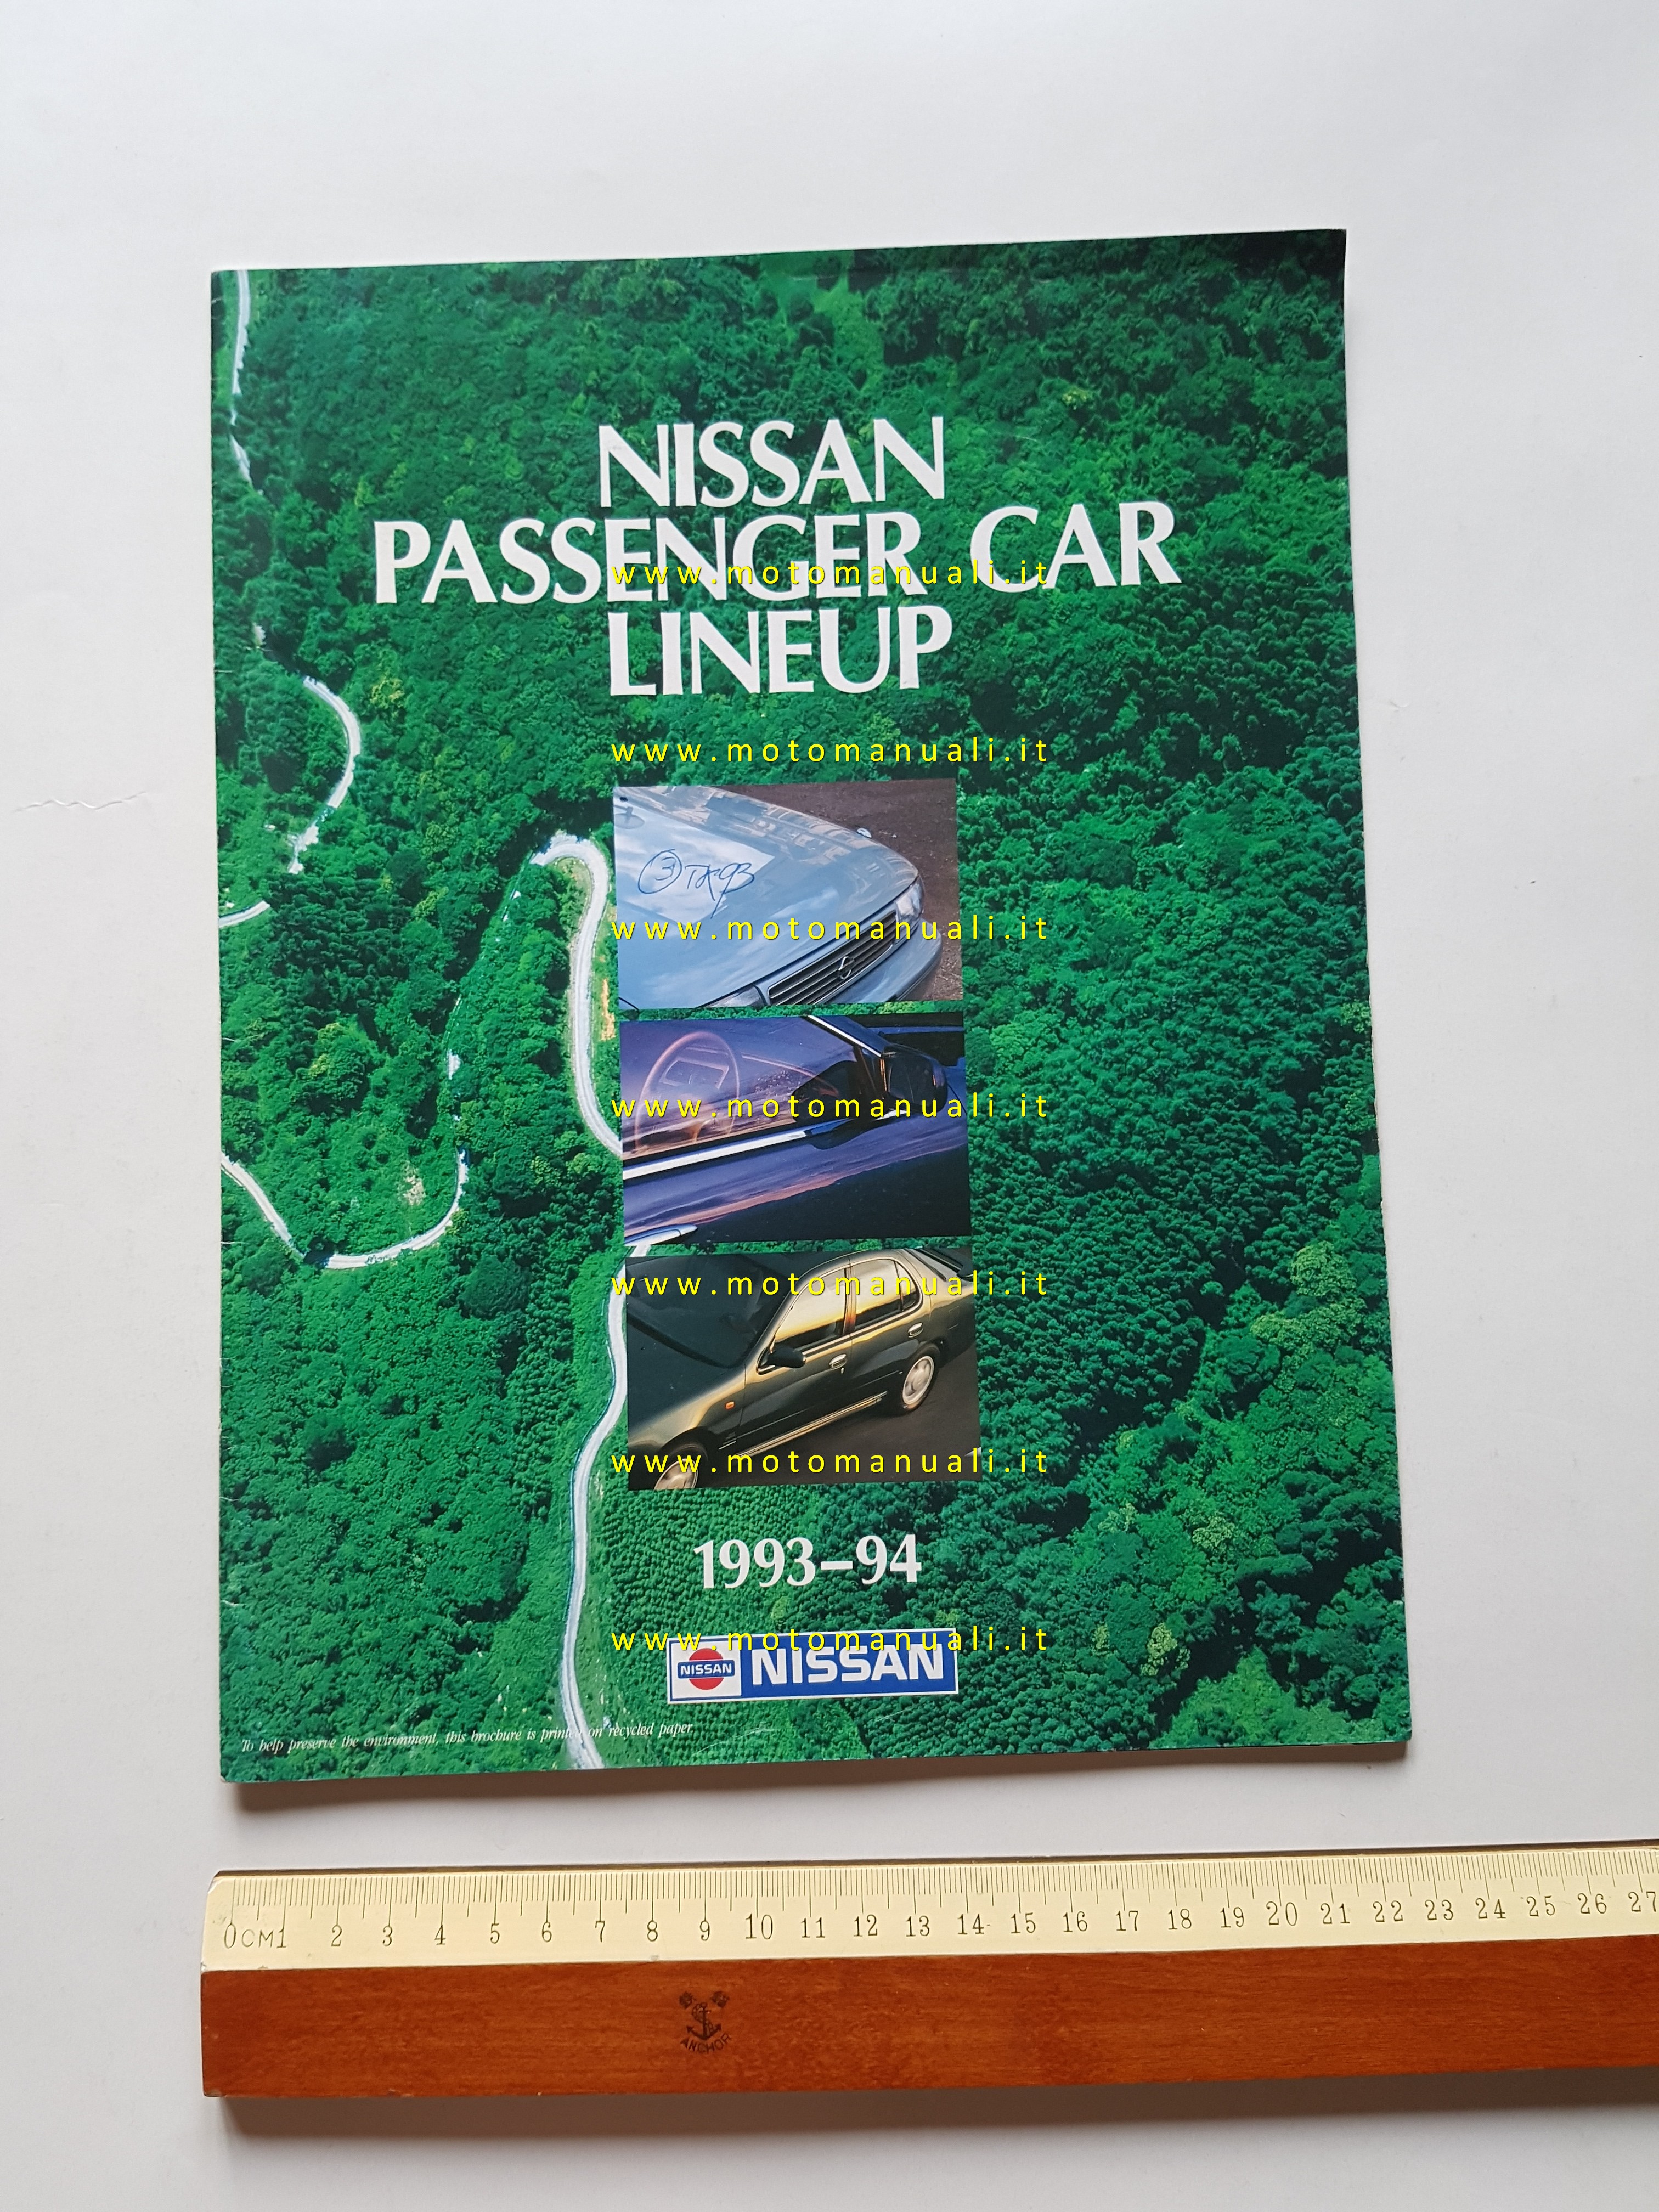 NISSAN
PASSENGER CAR
www.motomanuali.it
LINEUP
www.motomanuali.it
www.motomanuali.it
www.motomanuali.it
www.motomanuali.it
www.motomanuali.it
1993–94
www.motomanuali.it
NISSAN NISSAN
To help preserve the environment, this brochure is printed on recycled paper.
0CM1 2 3 4 5 6 7 8 9 10 11 12 13 14 15 16 17 18 19 20 21 22 23 24 25 26 27
ANCHOR